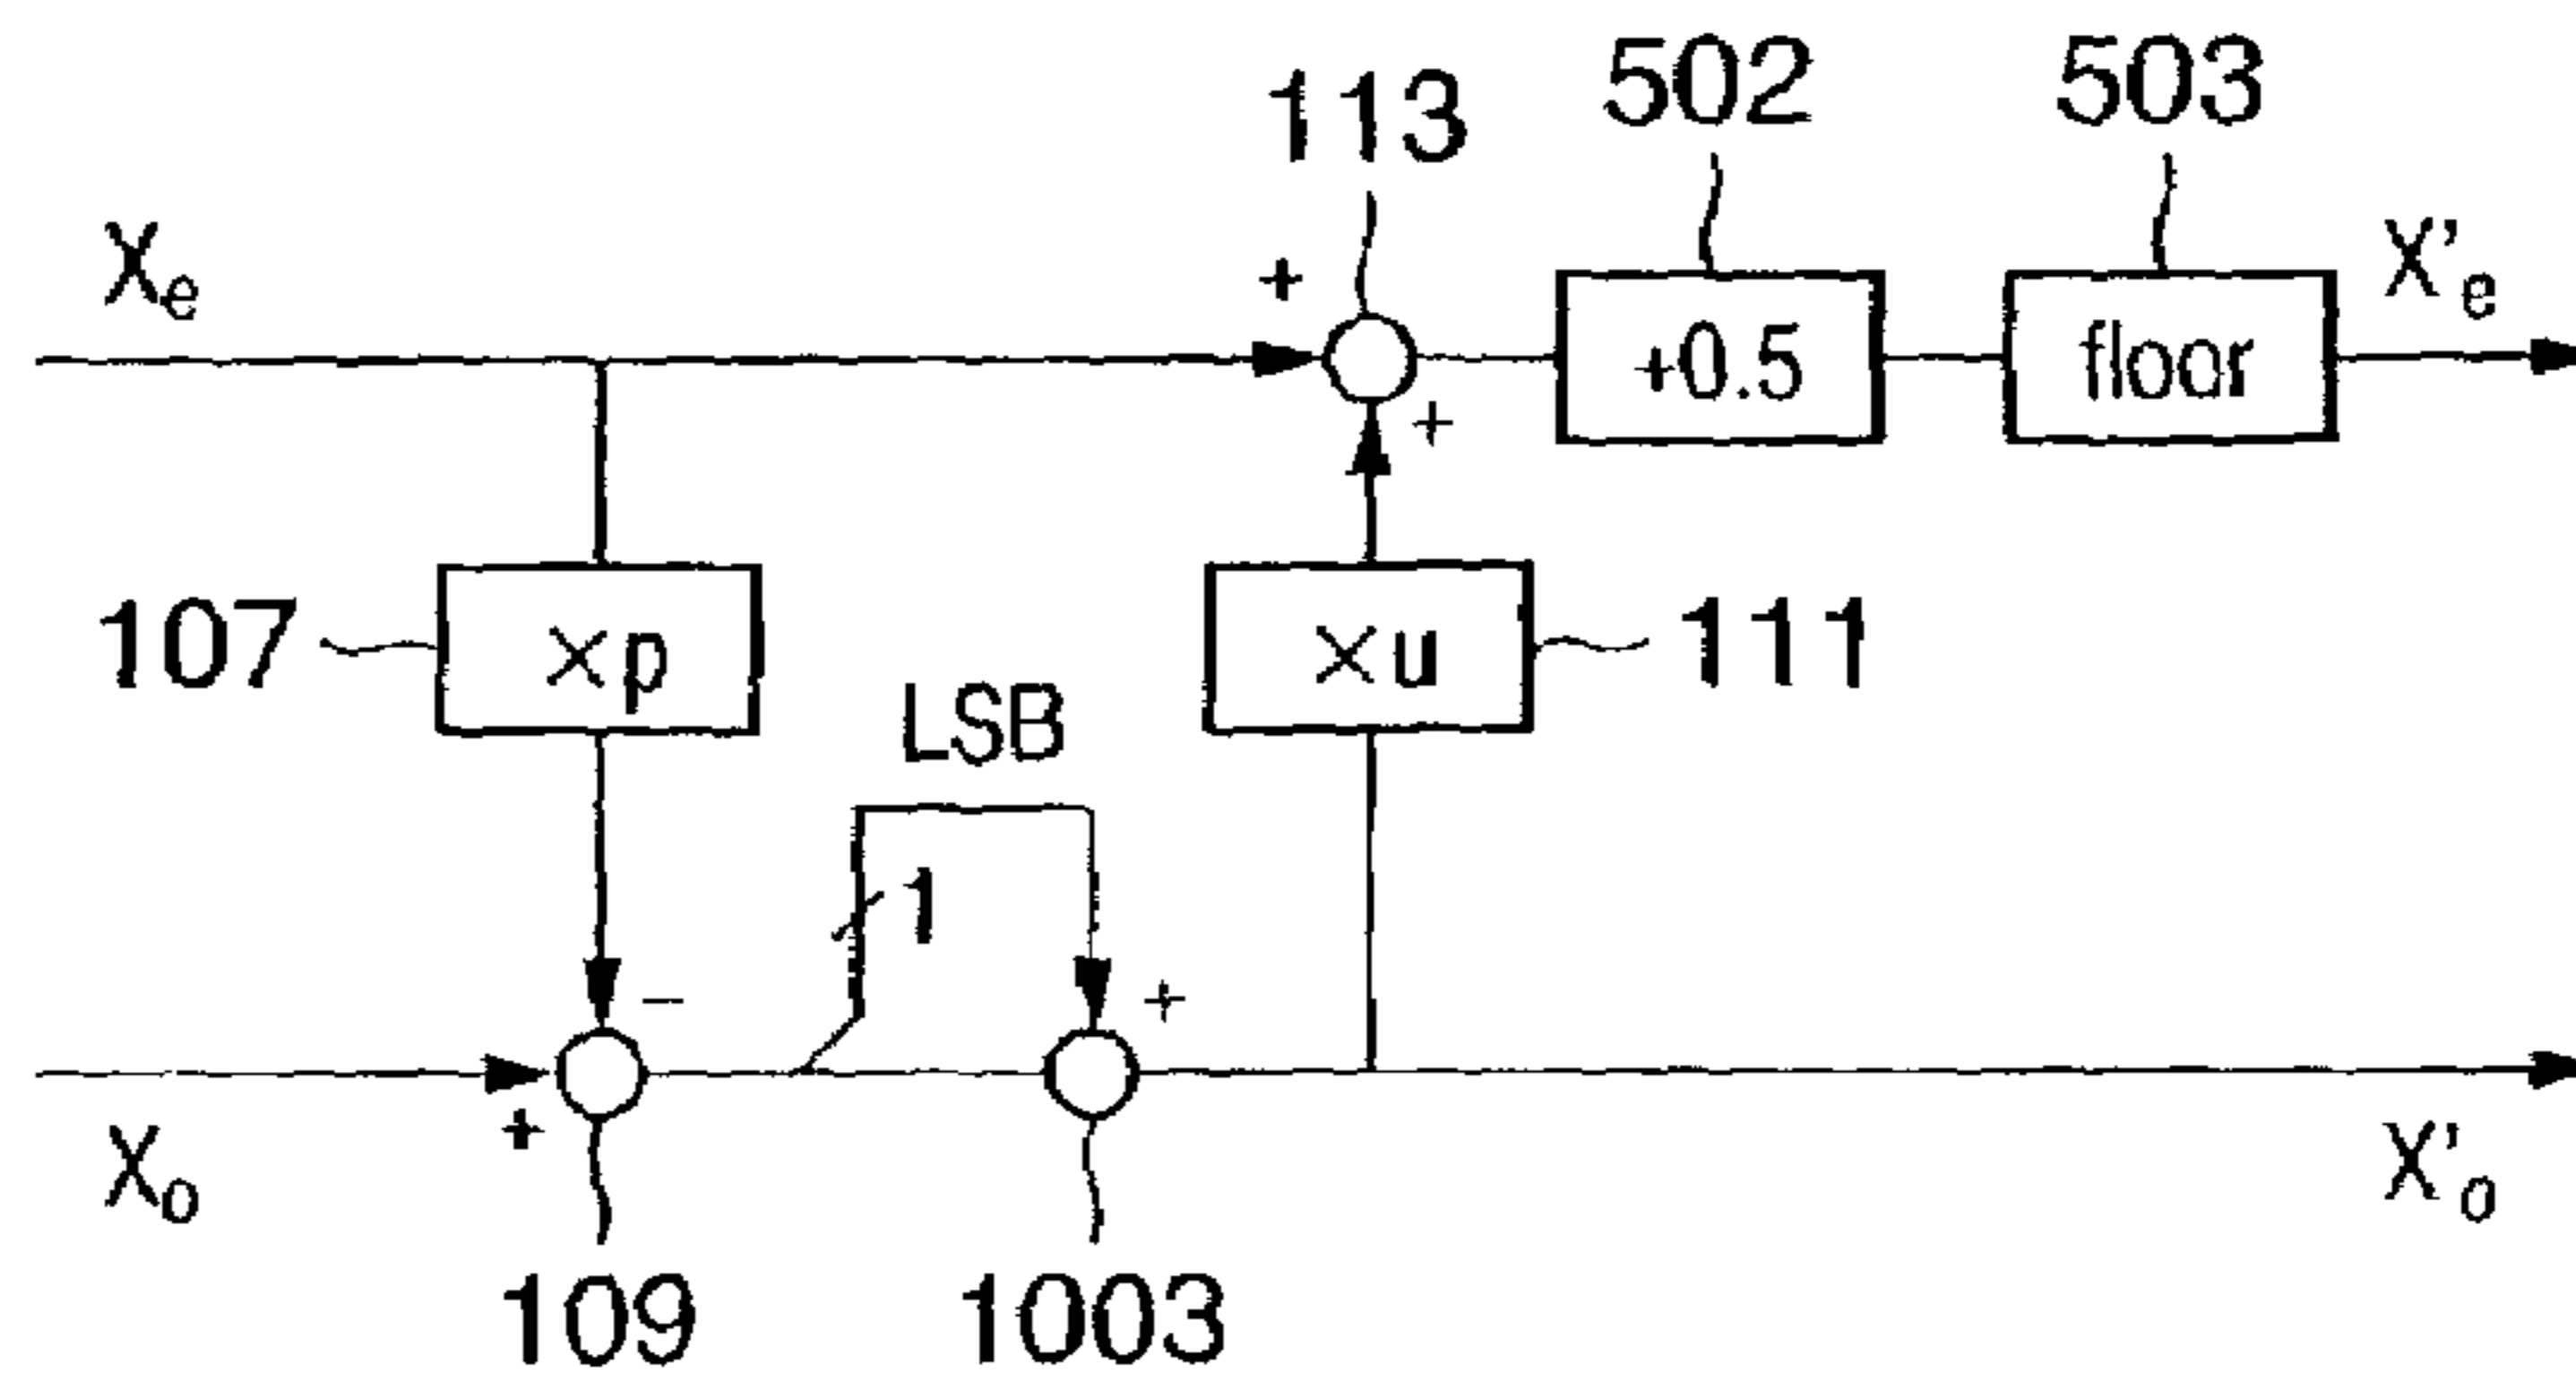 113
502
503
Xe
+
+0.5
floor
X'e
+
107
×p
×u
111
LSB
1
−
+
+
Xo
X'o
109
1003